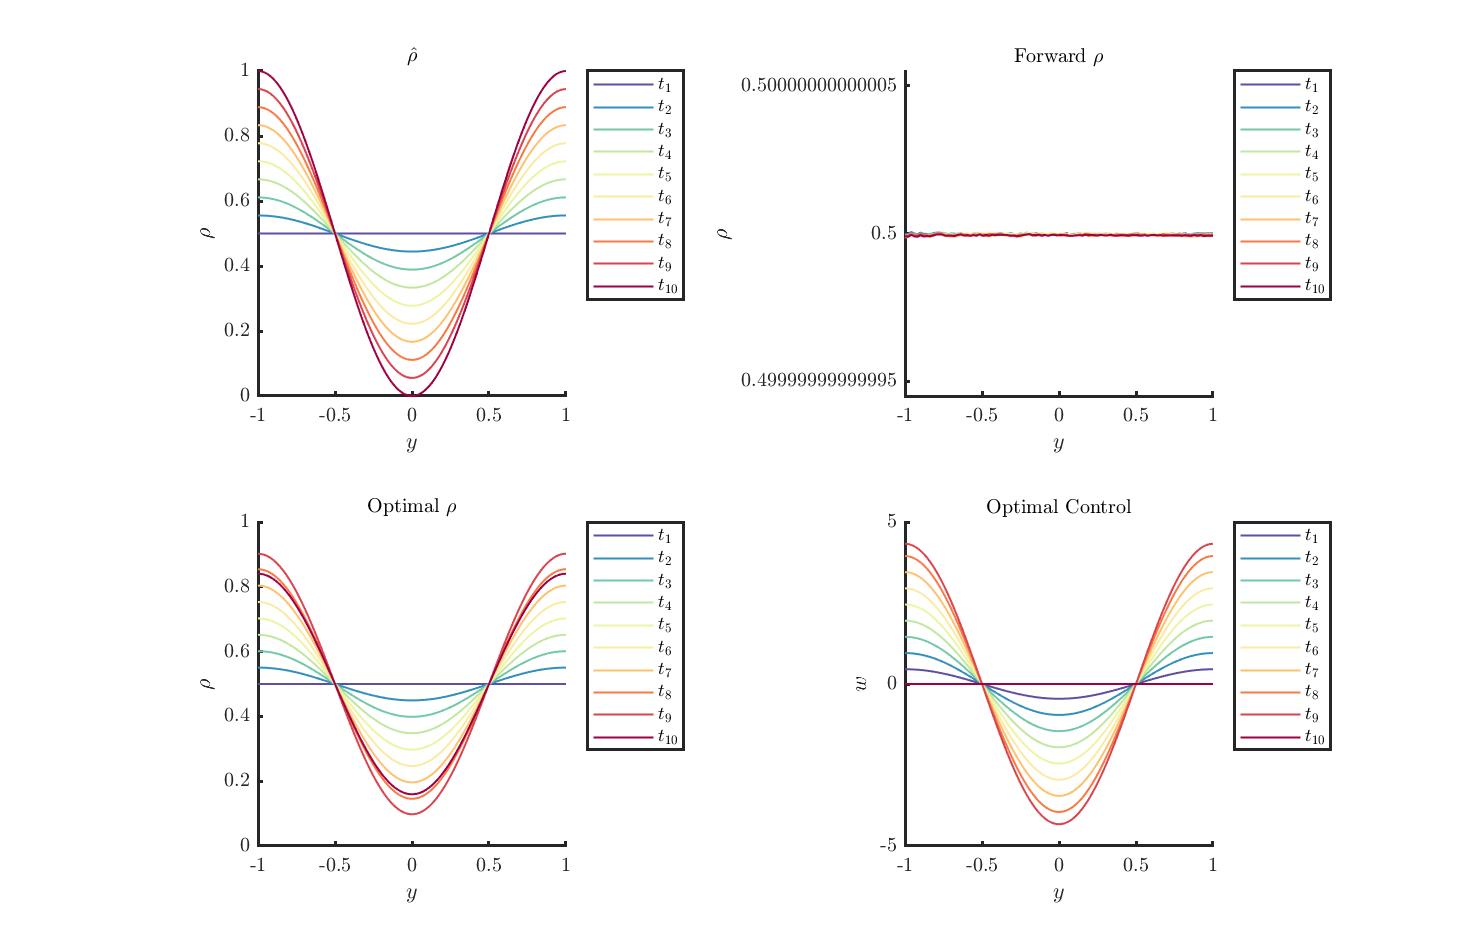 ρ̂
1
0.8
0.6
0.4
0.2
0
ρ
-1 -0.5 0 0.5 1
y
t₁
t₂
t₃
t₄
t₅
t₆
t₇
t₈
t₉
t₁₀
Forward ρ
0.50000000000005
0.5
0.49999999999995
ρ
-1 -0.5 0 0.5 1
y
t₁
t₂
t₃
t₄
t₅
t₆
t₇
t₈
t₉
t₁₀
Optimal ρ
1
0.8
0.6
0.4
0.2
0
ρ
-1 -0.5 0 0.5 1
y
t₁
t₂
t₃
t₄
t₅
t₆
t₇
t₈
t₉
t₁₀
Optimal Control
5
0
-5
w
-1 -0.5 0 0.5 1
y
t₁
t₂
t₃
t₄
t₅
t₆
t₇
t₈
t₉
t₁₀